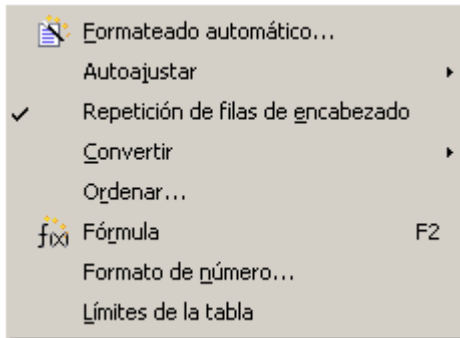 Formateado automático...
Autoajustar
Repetición de filas de encabezado
Convertir
Ordenar...
f(x) Fórmula F2
Formato de número...
Límites de la tabla